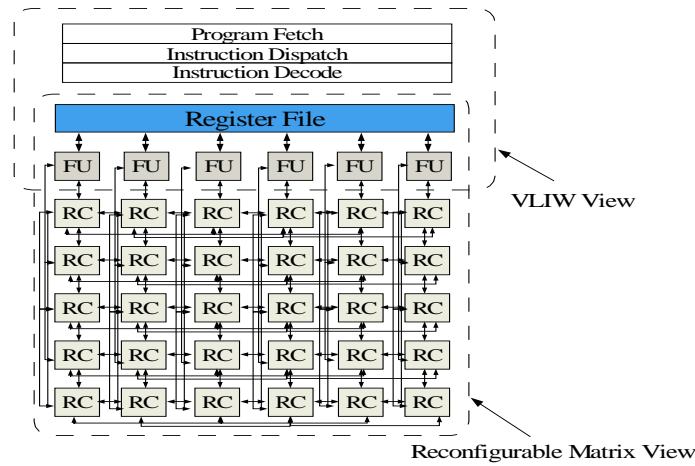 Program Fetch
Instruction Dispatch
Instruction Decode
Register File
FU FU FU FU FU FU
VLIW View
RC RC RC RC RC RC
RC RC RC RC RC RC
RC RC RC RC RC RC
RC RC RC RC RC RC
RC RC RC RC RC RC
Reconfigurable Matrix View